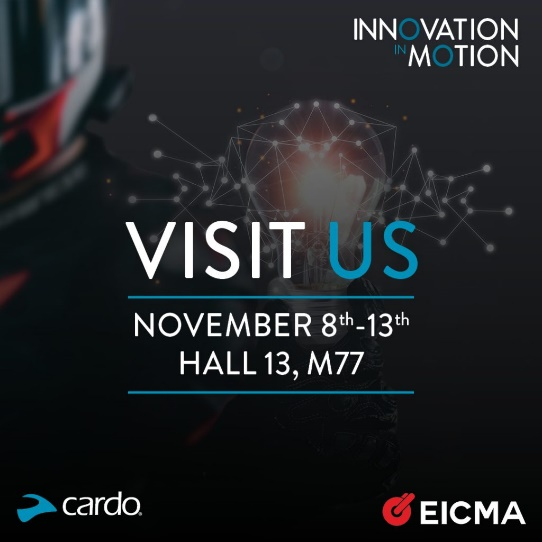 INNOVATION
IN MOTION
VISIT US
NOVEMBER 8th-13th
HALL 13, M77
cardo®
EICMA